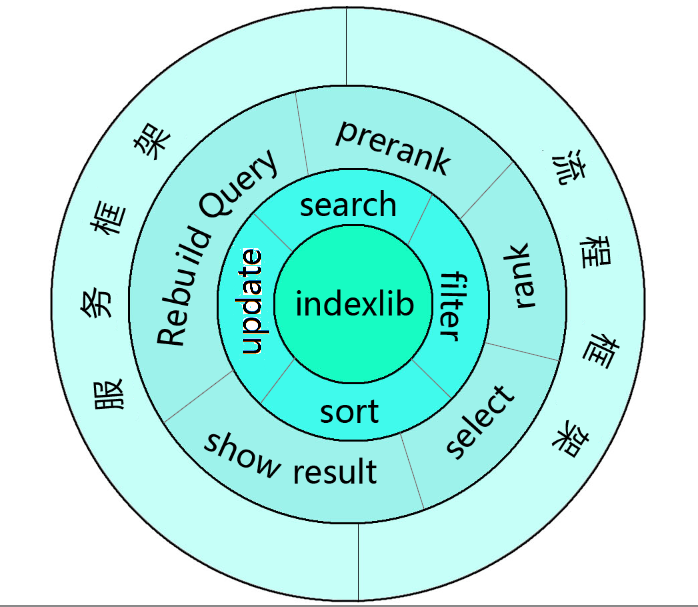 服务框架
流程框架
Rebuild Query
prerank
rank
select
show result
search
filter
sort
update
indexlib